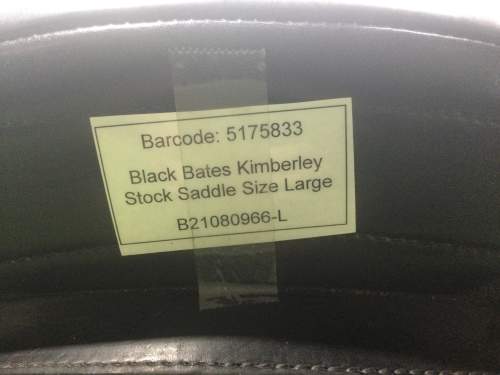 Barcode: 5175833
Black Bates Kimberley
Stock Saddle Size Large
B21080966-L